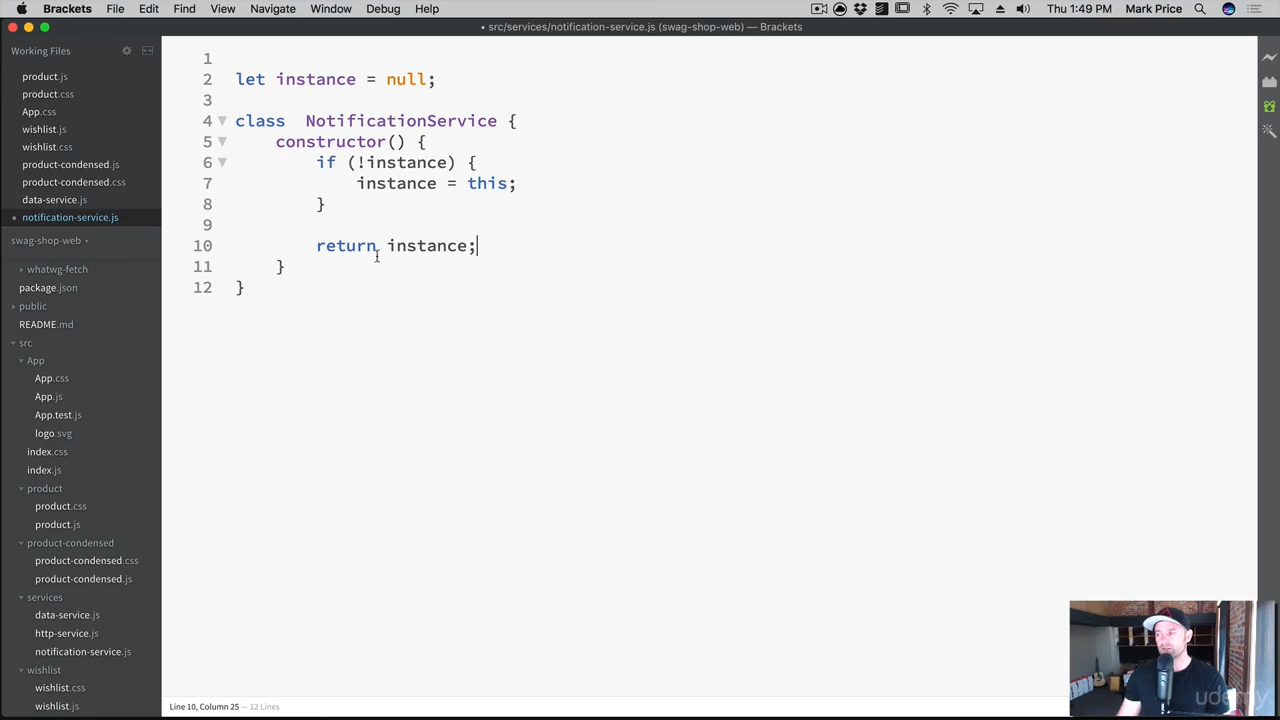 Brackets File Edit Find View Navigate Window Debug Help Thu 1:49 PM Mark Price
• src/services/notification-service.js (swag-shop-web) — Brackets
Working Files
product.js
product.css
App.css
wishlist.js
wishlist.css
product-condensed.js
product-condensed.css
data-service.js
notification-service.js
swag-shop-web
whatwg-fetch
package.json
public
README.md
src
App
App.css
App.js
App.test.js
logo.svg
index.css
index.js
product
product.css
product.js
product-condensed
product-condensed.css
product-condensed.js
services
data-service.js
http-service.js
notification-service.js
wishlist
wishlist.css
wishlist.js
1
2 let instance = null;
3
4 class  NotificationService {
5 constructor() {
6 if (!instance) {
7 instance = this;
8 }
9
10 return instance;
11 }
12 }
Line 10, Column 25 — 12 Lines
udemy